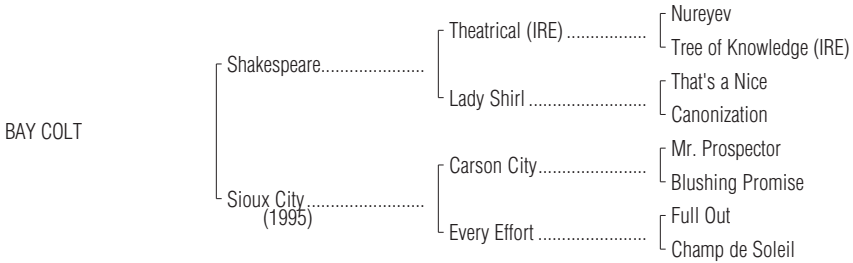 Nureyev
Theatrical (IRE) ..................
Tree of Knowledge (IRE)
Shakespeare......................
That's a Nice
Lady Shirl ..........................
Canonization
BAY COLT
Mr. Prospector
Carson City........................
Blushing Promise
Sioux City.........................
(1995)
Full Out
Every Effort ........................
Champ de Soleil